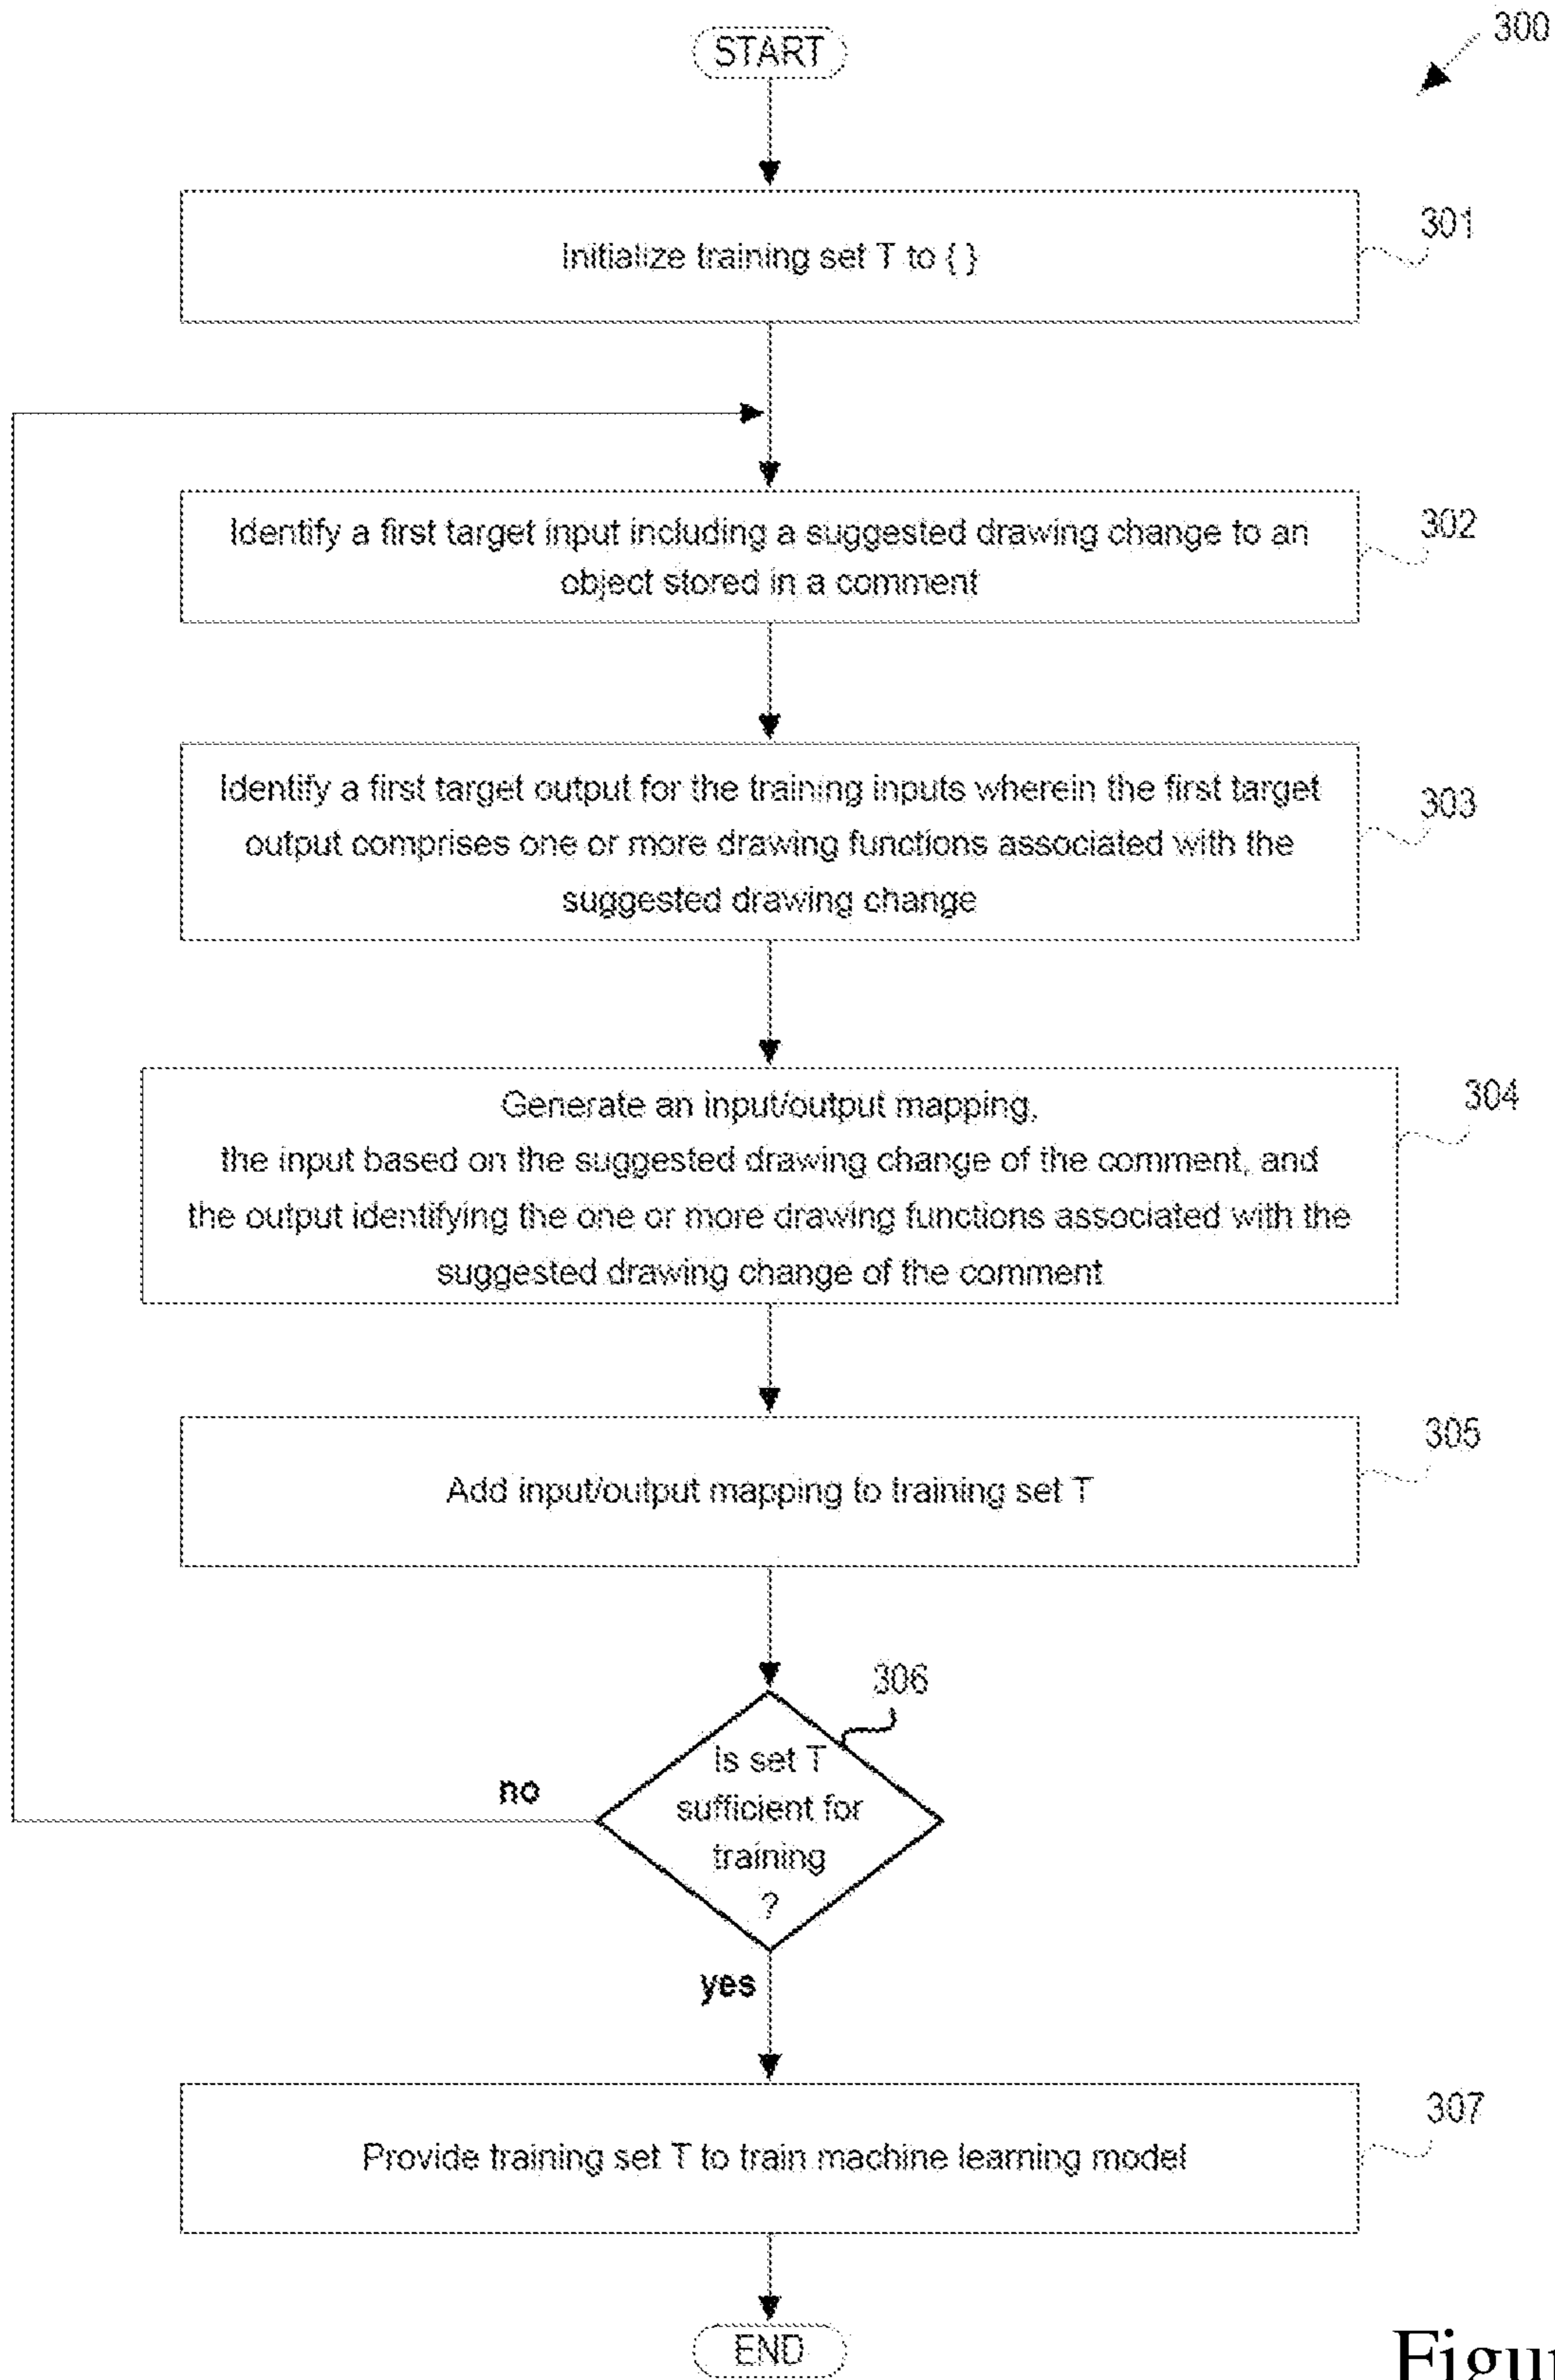 START
300
Initialize training set T to { }
301
Identify a first target input including a suggested drawing change to an
object stored in a comment
302
Identify a first target output for the training inputs wherein the first target
output comprises one or more drawing functions associated with the
suggested drawing change
303
Generate an input/output mapping,
the input based on the suggested drawing change of the comment, and
the output identifying the one or more drawing functions associated with the
suggested drawing change of the comment
304
Add input/output mapping to training set T
305
306
Is set T
sufficient for
training
?
no
yes
Provide training set T to train machine learning model
307
END